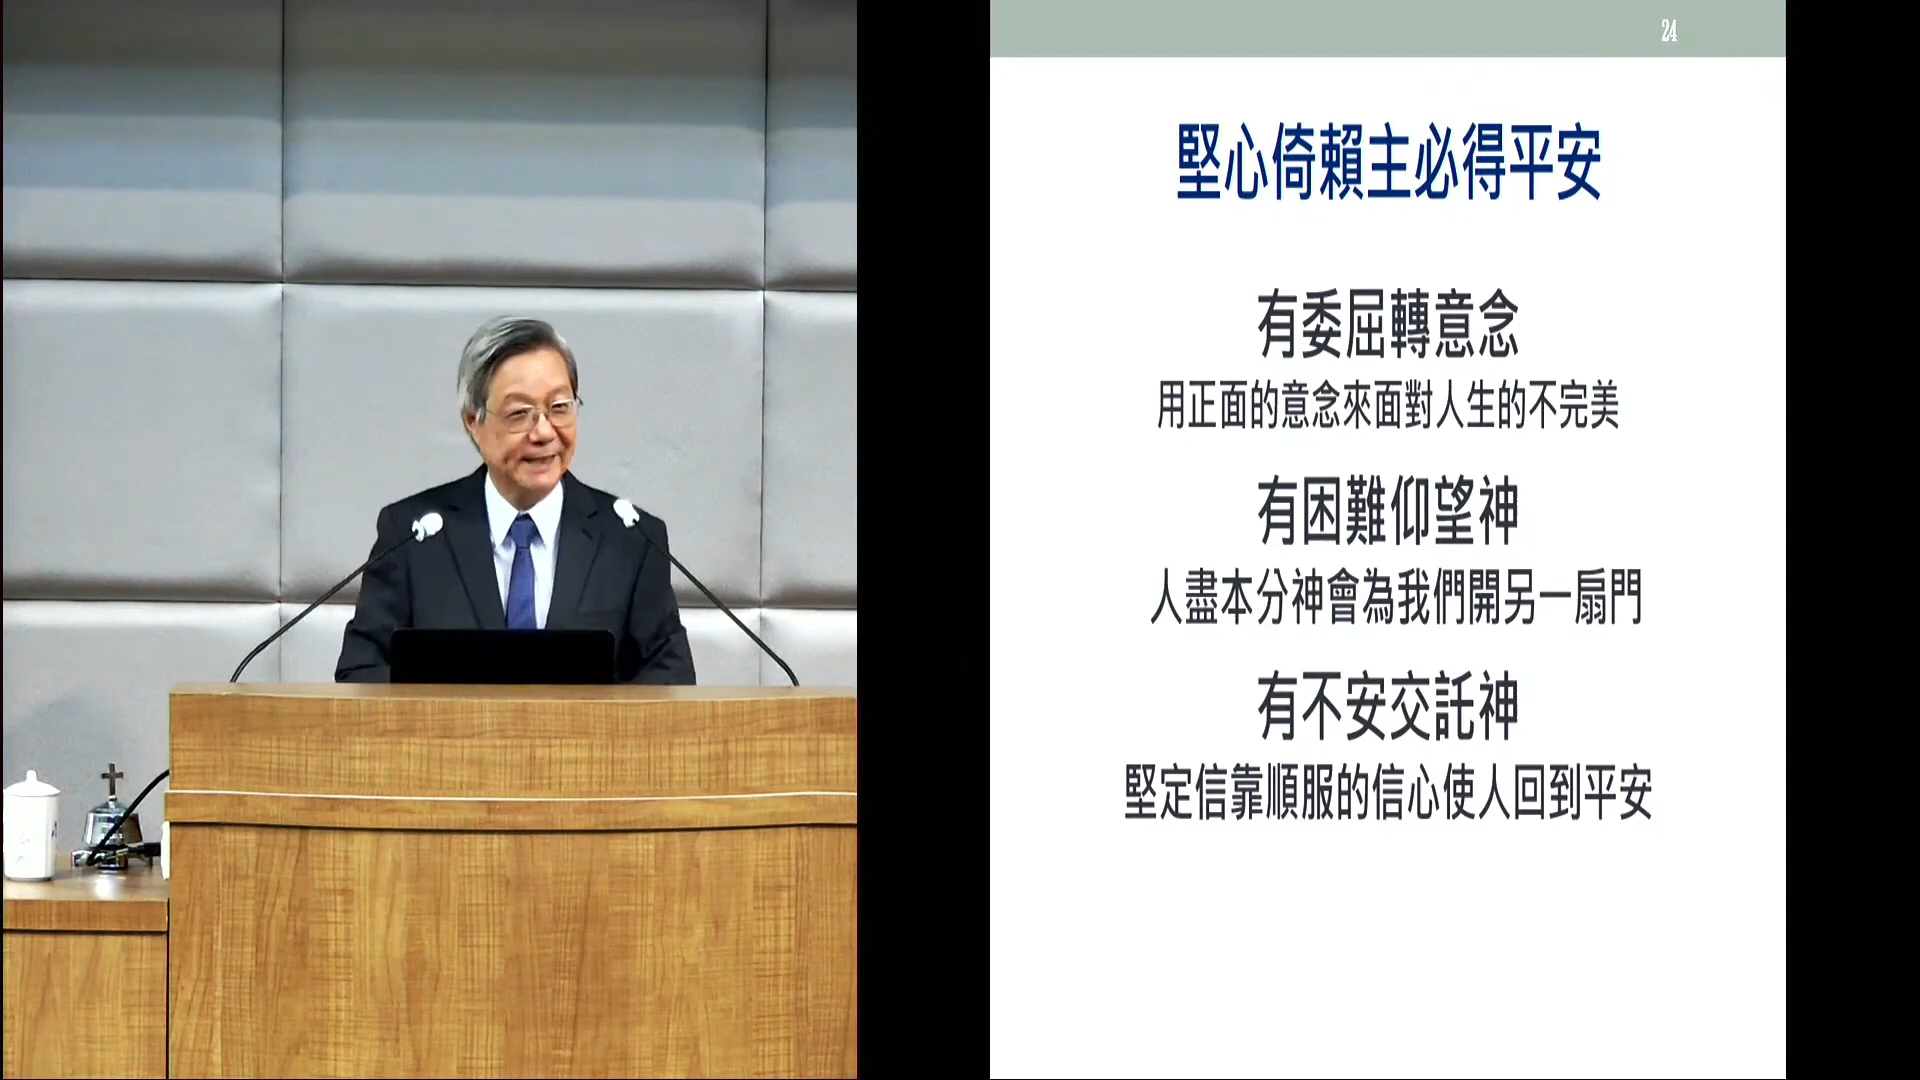 24
堅心倚賴主必得平安
有委屈轉意念
用正面的意念來面對人生的不完美
有困難仰望神
人盡本分神會為我們開另一扇門
有不安交託神
堅定信靠順服的信心使人回到平安